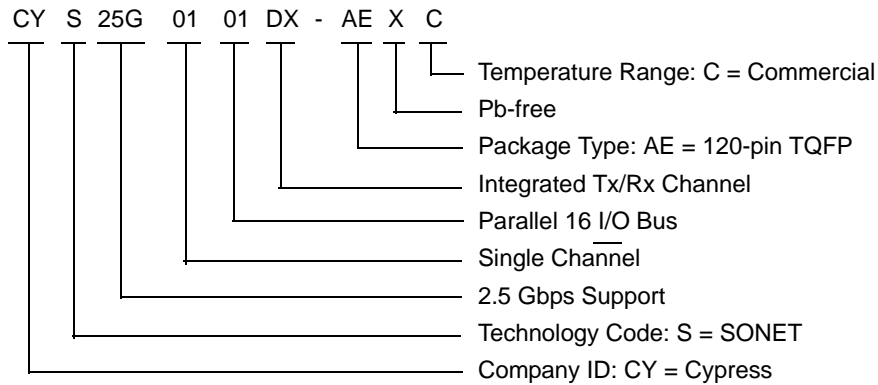 CY S 25G 01 01 DX - AE X C
Temperature Range: C = Commercial
Pb-free
Package Type: AE = 120-pin TQFP
Integrated Tx/Rx Channel
Parallel 16 I/O Bus
Single Channel
2.5 Gbps Support
Technology Code: S = SONET
Company ID: CY = Cypress